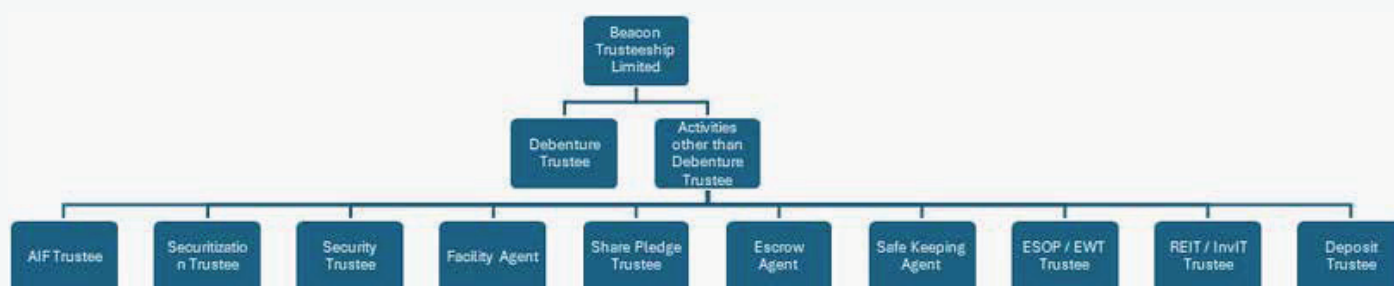 Beacon
Trusteeship
Limited
Debenture
Trustee
Activities
other than
Debenture
Trustee
AIF Trustee
Securitizatio
n Trustee
Security
Trustee
Facility Agent
Share Pledge
Trustee
Escrow
Agent
Safe Keeping
Agent
ESOP / EWT
Trustee
REIT / InvIT
Trustee
Deposit
Trustee